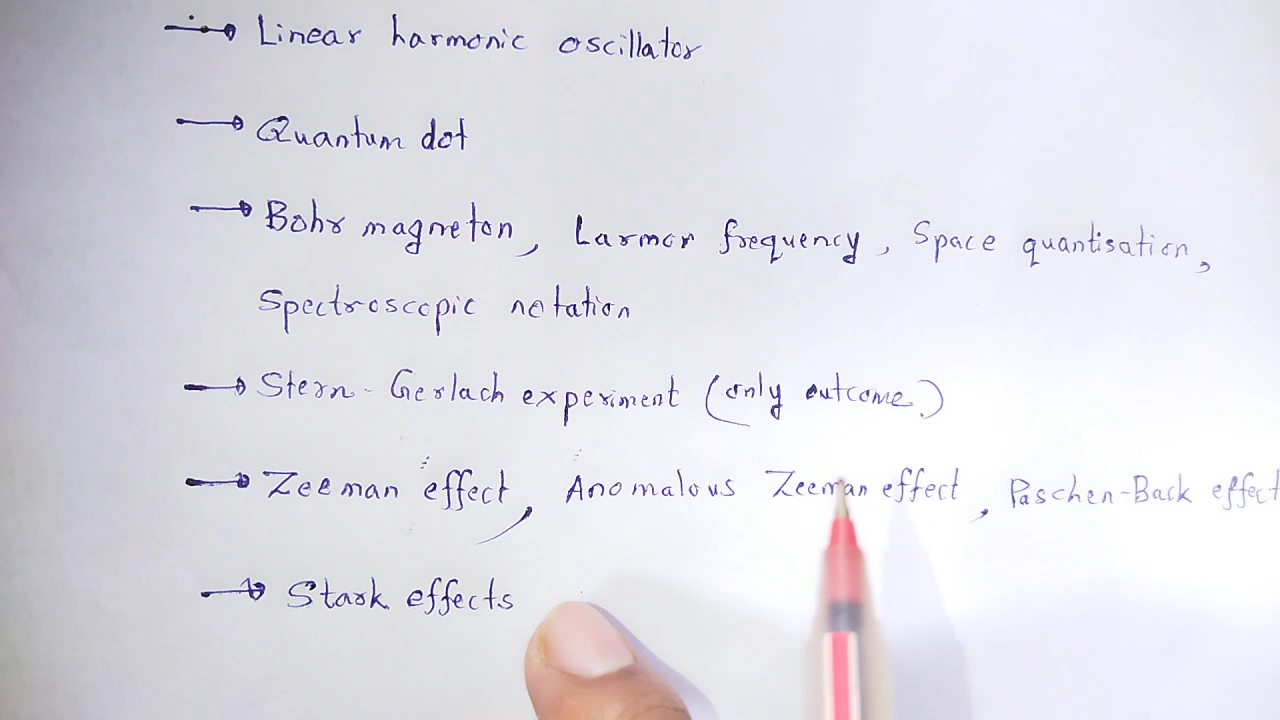 Linear harmonic oscillator
Quantum dot
Bohr magneton, Larmor frequency, Space quantisation,
Spectroscopic notation
Stern-Gerlach experiment (only outcome)
Zeeman effect, Anomalous Zeeman effect, Paschen-Back effect
Stark effects